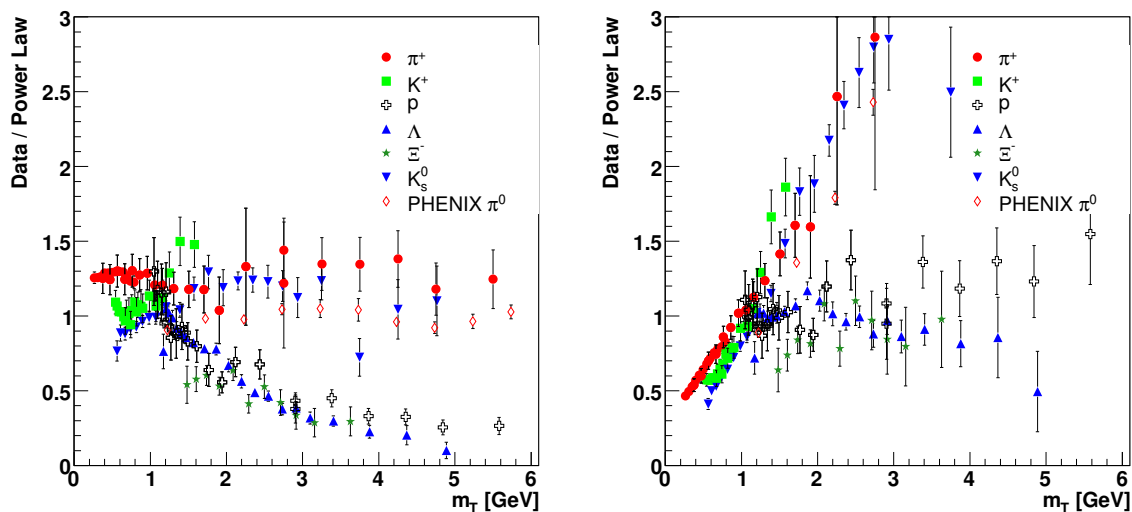 Data / Power Law
3
2.5
2
1.5
1
0.5
0
0 1 2 3 4 5 6
m_T [GeV]
π⁺
K⁺
p
Λ
Ξ⁻
K⁰_s
PHENIX π⁰
Data / Power Law
3
2.5
2
1.5
1
0.5
0
0 1 2 3 4 5 6
m_T [GeV]
π⁺
K⁺
p
Λ
Ξ⁻
K⁰_s
PHENIX π⁰